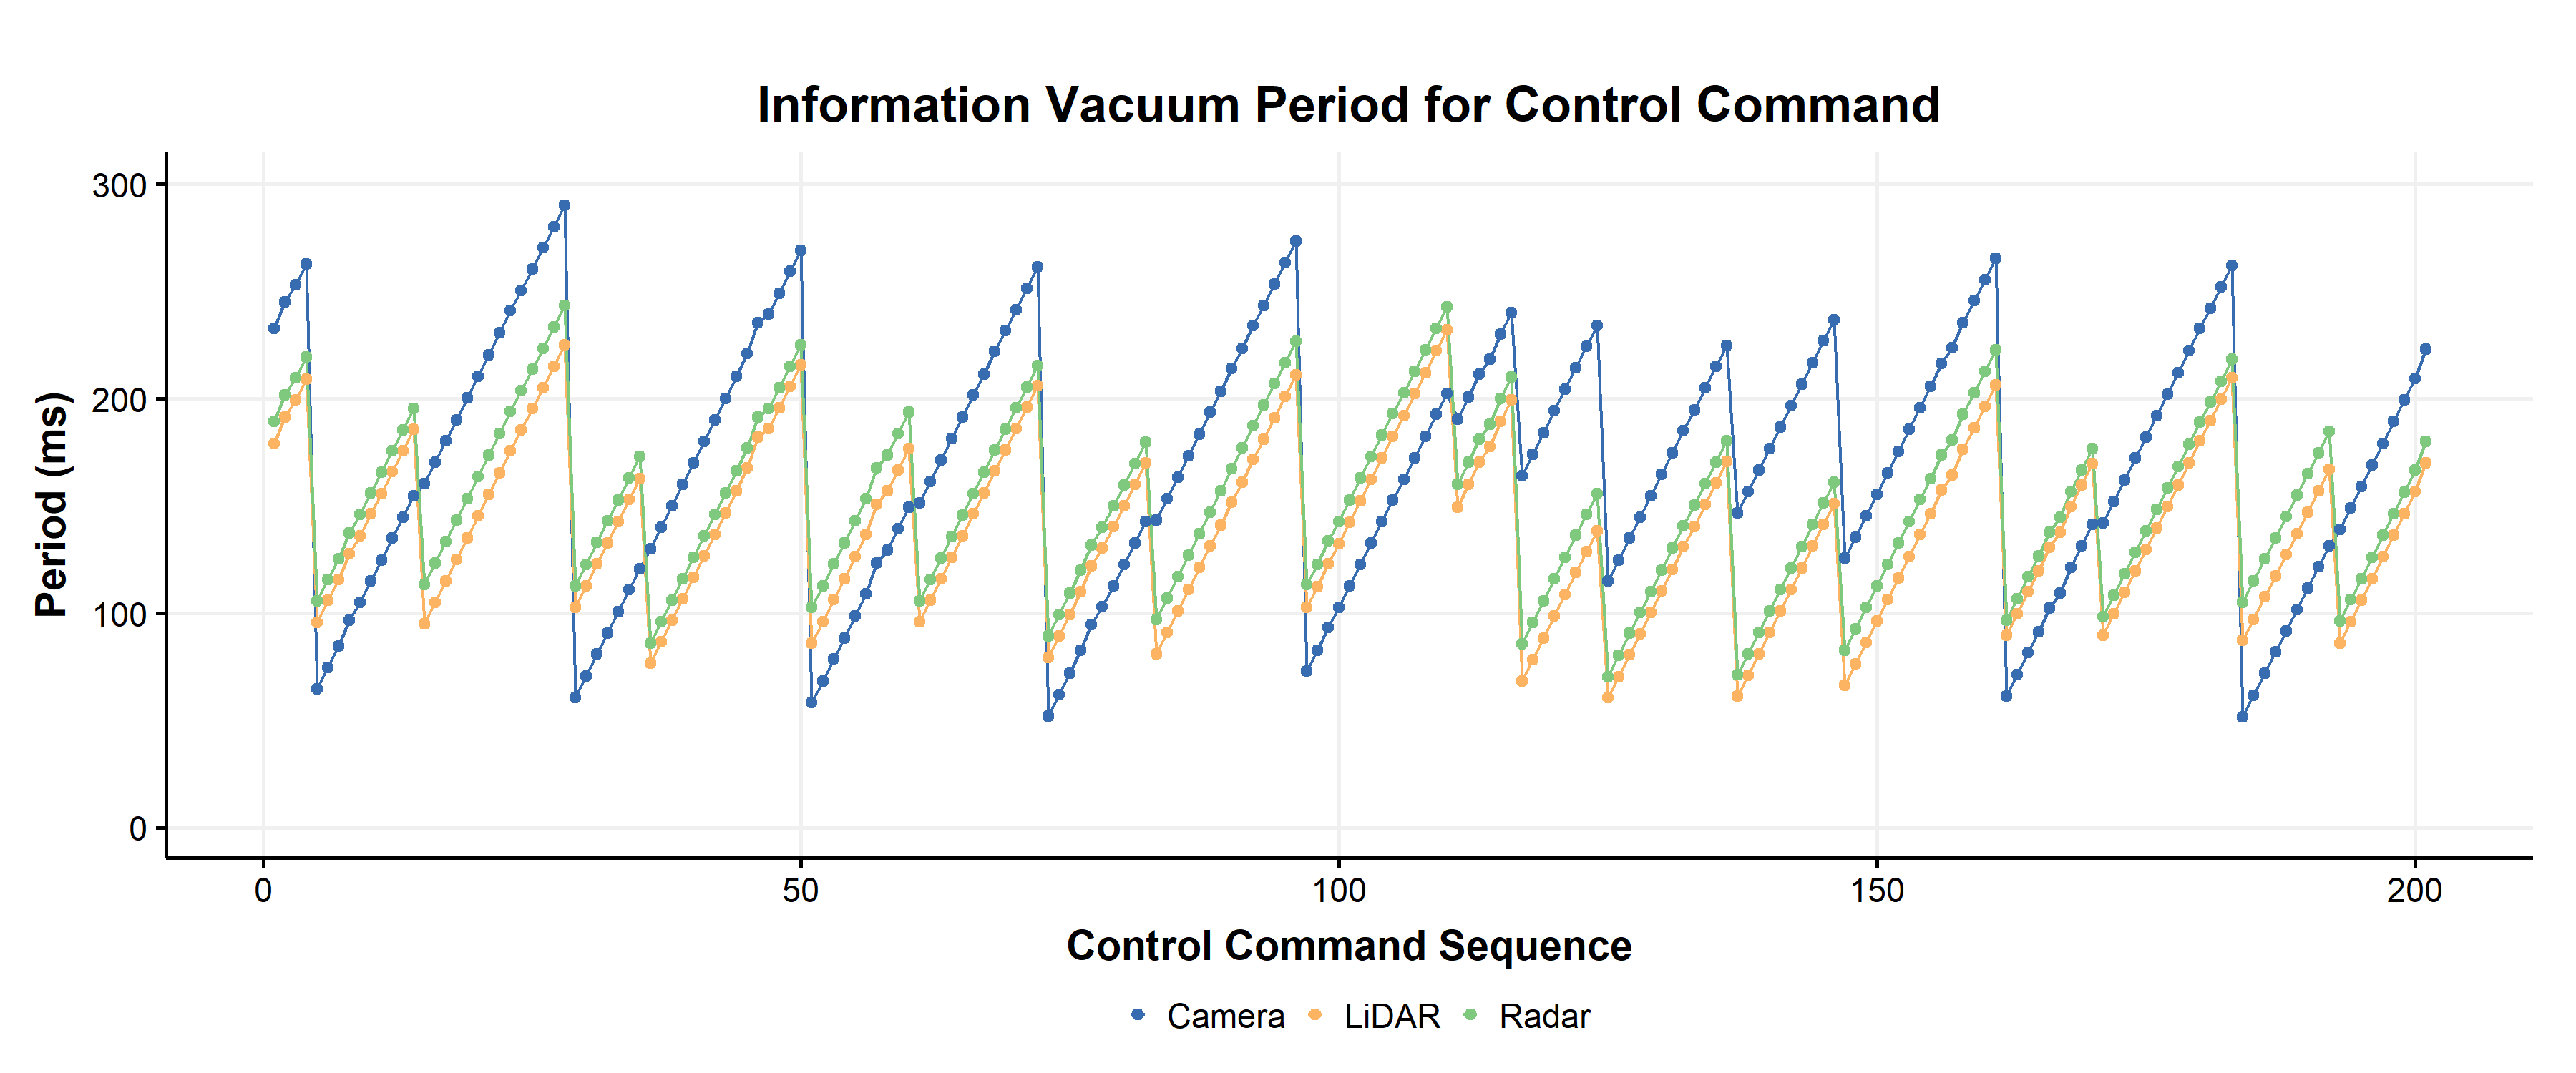 Information Vacuum Period for Control Command
Period (ms)
300
200
100
0
0 50 100 150 200
Control Command Sequence
Camera LiDAR Radar